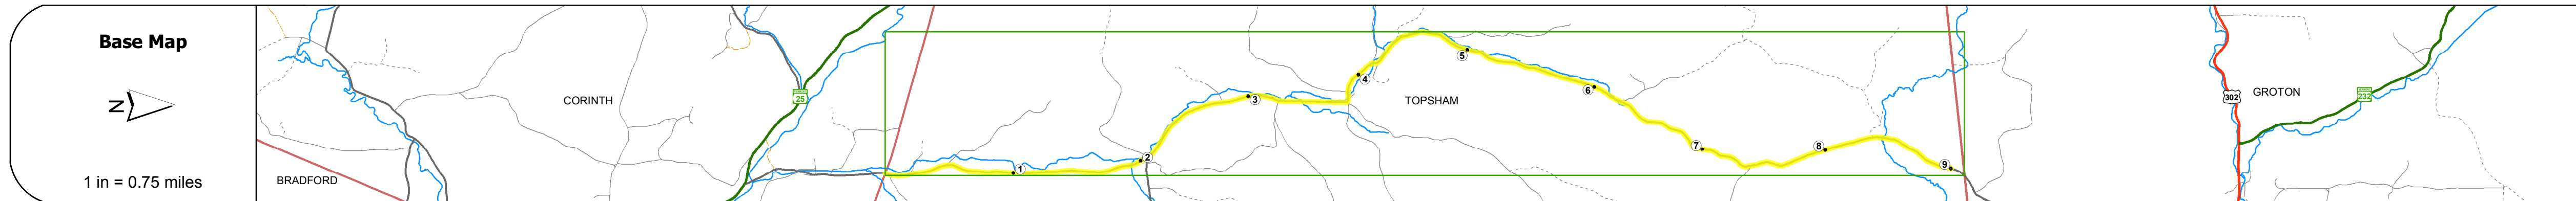 Base Map
N
1 in = 0.75 miles
BRADFORD
CORINTH
25
1
2
3
4
TOPSHAM
5
6
7
8
9
302
GROTON
232